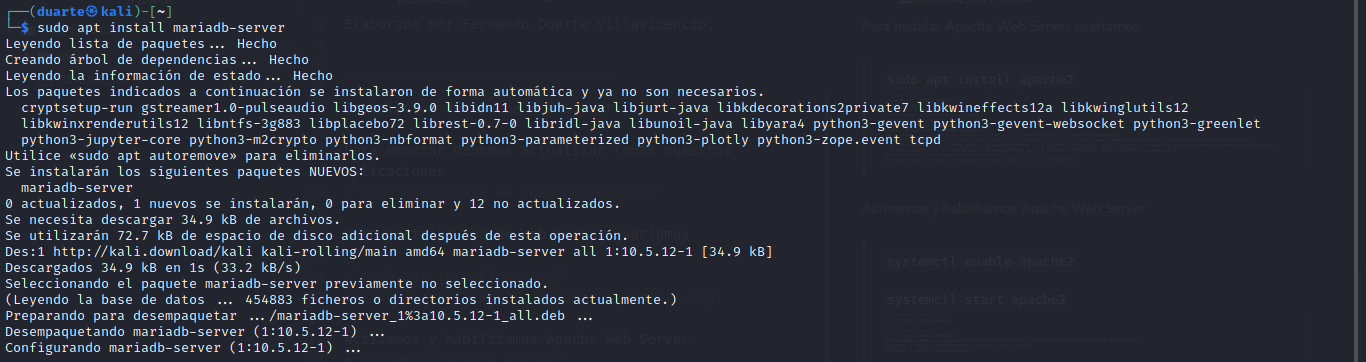 ┌──(duarte㉿kali)-[~]
└─$ sudo apt install mariadb-server
Elaborado por Fernando Duarte Villavicencio.
Para instalar Apache Web Server usaríamos
Leyendo lista de paquetes... Hecho
Creando árbol de dependencias... Hecho
Leyendo la información de estado... Hecho
sudo apt install apache2
Los paquetes indicados a continuación se instalaron de forma automática y ya no son necesarios.
cryptsetup-run gstreamer1.0-pulseaudio libgeos-3.9.0 libidn11 libjuh-java libjurt-java libkdecorations2private7 libkwineffects12a libkwinglutils12
libkwinxrenderutils12 libntfs-3g883 libplacebo72 librest-0.7-0 libridl-java libunoil-java libyara4 python3-gevent python3-gevent-websocket python3-greenlet
python3-jupyter-core python3-m2crypto python3-nbformat python3-parameterized python3-plotly python3-zope.event tcpd
Utilice «sudo apt autoremove» para eliminarlos.
Se instalarán los siguientes paquetes NUEVOS:
mariadb-server
0 actualizados, 1 nuevos se instalarán, 0 para eliminar y 12 no actualizados.
Activamos y habilitamos Apache Web Server
Se necesita descargar 34.9 kB de archivos.
Se utilizarán 72.7 kB de espacio de disco adicional después de esta operación.
Des:1 http://kali.download/kali kali-rolling/main amd64 mariadb-server all 1:10.5.12-1 [34.9 kB]
systemctl enable apache2
Descargados 34.9 kB en 1s (33.2 kB/s)
Seleccionando el paquete mariadb-server previamente no seleccionado.
(Leyendo la base de datos ... 454883 ficheros o directorios instalados actualmente.)
systemctl start apache2
Preparando para desempaquetar .../mariadb-server_1%3a10.5.12-1_all.deb ...
Desempaquetando mariadb-server (1:10.5.12-1) ...
Activamos y habilitamos Apache Web Server
Configurando mariadb-server (1:10.5.12-1) ...